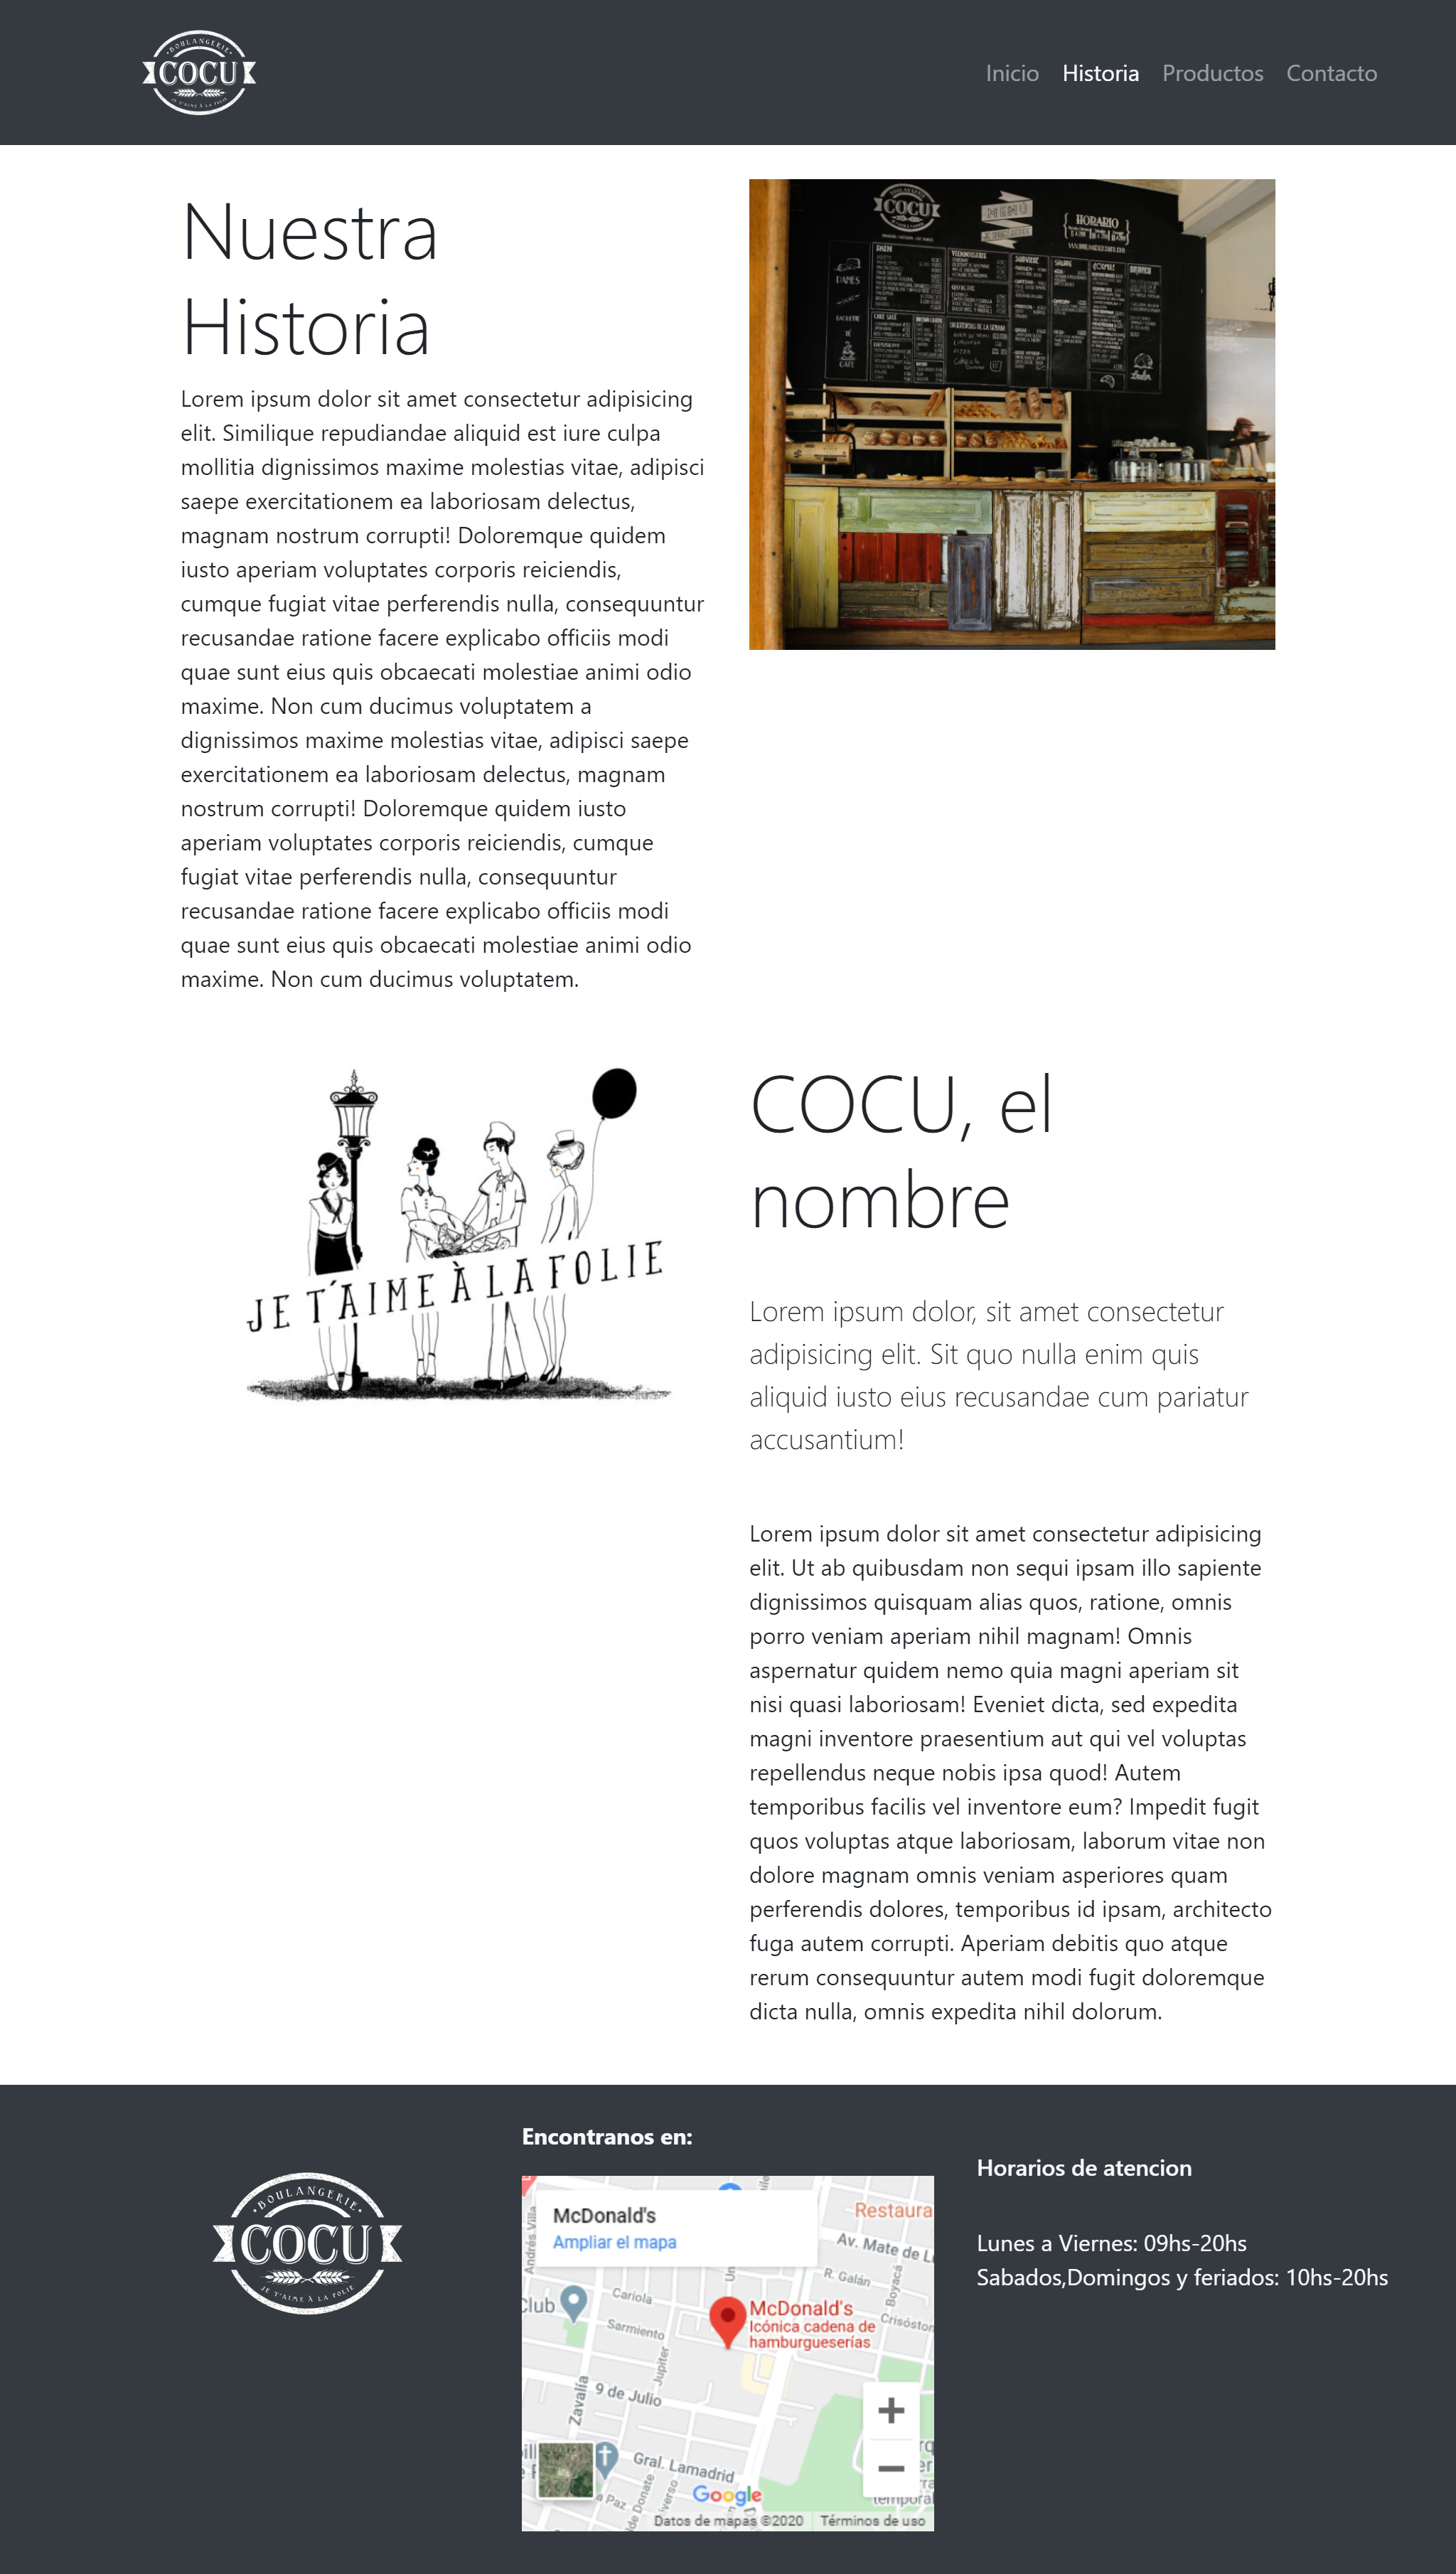 BOULANGERIE
COCU
JE T'AIME À LA FOLIE
Inicio Historia Productos Contacto
Nuestra
Historia
Lorem ipsum dolor sit amet consectetur adipisicing
elit. Similique repudiandae aliquid est iure culpa
mollitia dignissimos maxime molestias vitae, adipisci
saepe exercitationem ea laboriosam delectus,
magnam nostrum corrupti! Doloremque quidem
iusto aperiam voluptates corporis reiciendis,
cumque fugiat vitae perferendis nulla, consequuntur
recusandae ratione facere explicabo officiis modi
quae sunt eius quis obcaecati molestiae animi odio
maxime. Non cum ducimus voluptatem a
dignissimos maxime molestias vitae, adipisci saepe
exercitationem ea laboriosam delectus, magnam
nostrum corrupti! Doloremque quidem iusto
aperiam voluptates corporis reiciendis, cumque
fugiat vitae perferendis nulla, consequuntur
recusandae ratione facere explicabo officiis modi
quae sunt eius quis obcaecati molestiae animi odio
maxime. Non cum ducimus voluptatem.
BOULANGERIE
COCU
MENU
HORARIO
PANES
BAGUETTE
TÉ
CAFÉ
JE T'AIME À LA FOLIE
COCU, el
nombre
Lorem ipsum dolor, sit amet consectetur
adipisicing elit. Sit quo nulla enim quis
aliquid iusto eius recusandae cum pariatur
accusantium!
Lorem ipsum dolor sit amet consectetur adipisicing
elit. Ut ab quibusdam non sequi ipsam illo sapiente
dignissimos quisquam alias quos, ratione, omnis
porro veniam aperiam nihil magnam! Omnis
aspernatur quidem nemo quia magni aperiam sit
nisi quasi laboriosam! Eveniet dicta, sed expedita
magni inventore praesentium aut qui vel voluptas
repellendus neque nobis ipsa quod! Autem
temporibus facilis vel inventore eum? Impedit fugit
quos voluptas atque laboriosam, laborum vitae non
dolore magnam omnis veniam asperiores quam
perferendis dolores, temporibus id ipsam, architecto
fuga autem corrupti. Aperiam debitis quo atque
rerum consequuntur autem modi fugit doloremque
dicta nulla, omnis expedita nihil dolorum.
BOULANGERIE
COCU
JE T'AIME À LA FOLIE
Encontranos en:
McDonald's
Ampliar el mapa
Andrés Villa
Restaura
Av. Mate de L
R. Galán
Boyaca
Crisóston
Club
Cariola
Sarmiento
Jupiter
McDonald's
Icónica cadena de
hamburgueserías
Zavalía
9 de Julio
Gral. Lamadrid
a Paz
de Donate
Google
temporal
Datos de mapas ©2020 Términos de uso
Horarios de atencion
Lunes a Viernes: 09hs-20hs
Sabados,Domingos y feriados: 10hs-20hs